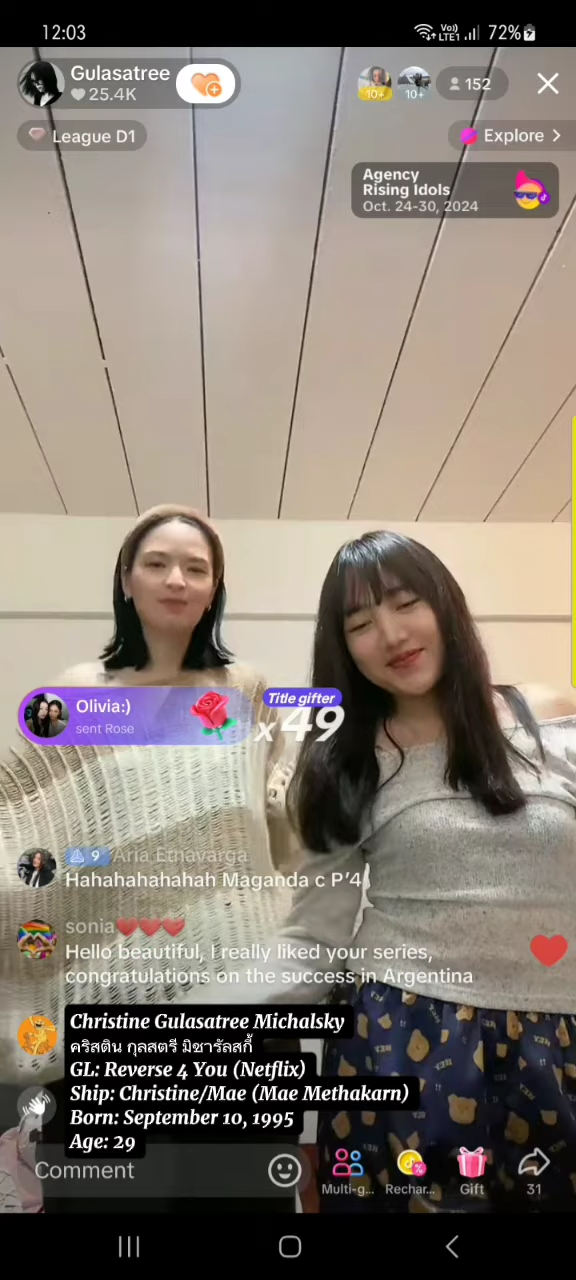 12:03
Vo))
LTE1
72%
Gulasatree
25.4K
10+
10+
152
League D1
Explore >
Agency
Rising Idols
Oct. 24-30, 2024
Olivia:)
sent Rose
Title gifter
x49
9 Aria Ethavarga
Hahahahahahah Maganda c P'4
sonia❤️❤️❤️
Hello beautiful, I really liked your series,
congratulations on the success in Argentina
Christine Gulasatree Michalsky
คริสติน กุลสตรี มิชารัลสกี้
GL: Reverse 4 You (Netflix)
Ship: Christine/Mae (Mae Methakarn)
Born: September 10, 1995
Age: 29
Comment
Multi-g...
Rechar...
Gift
31